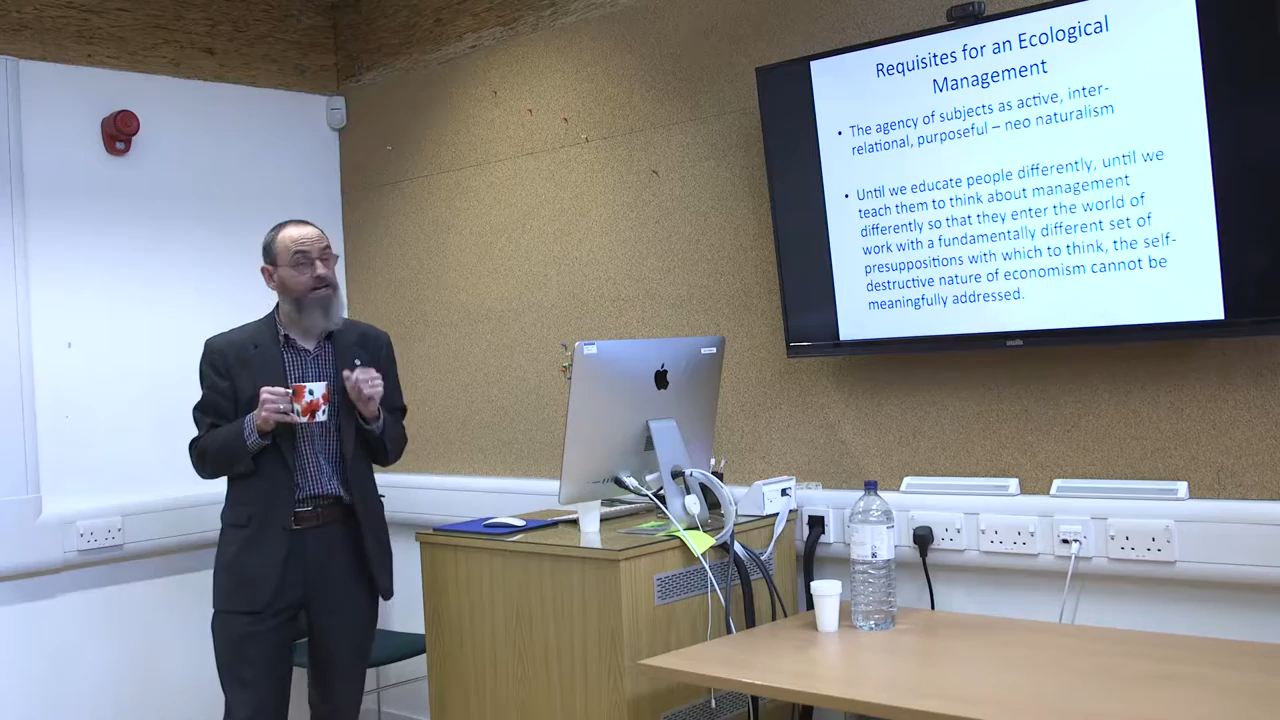 Requisites for an Ecological
Management
• The agency of subjects as active, inter-
relational, purposeful – neo naturalism
• Until we educate people differently, until we
teach them to think about management
differently so that they enter the world of
work with a fundamentally different set of
presuppositions with which to think, the self-
destructive nature of economism cannot be
meaningfully addressed.